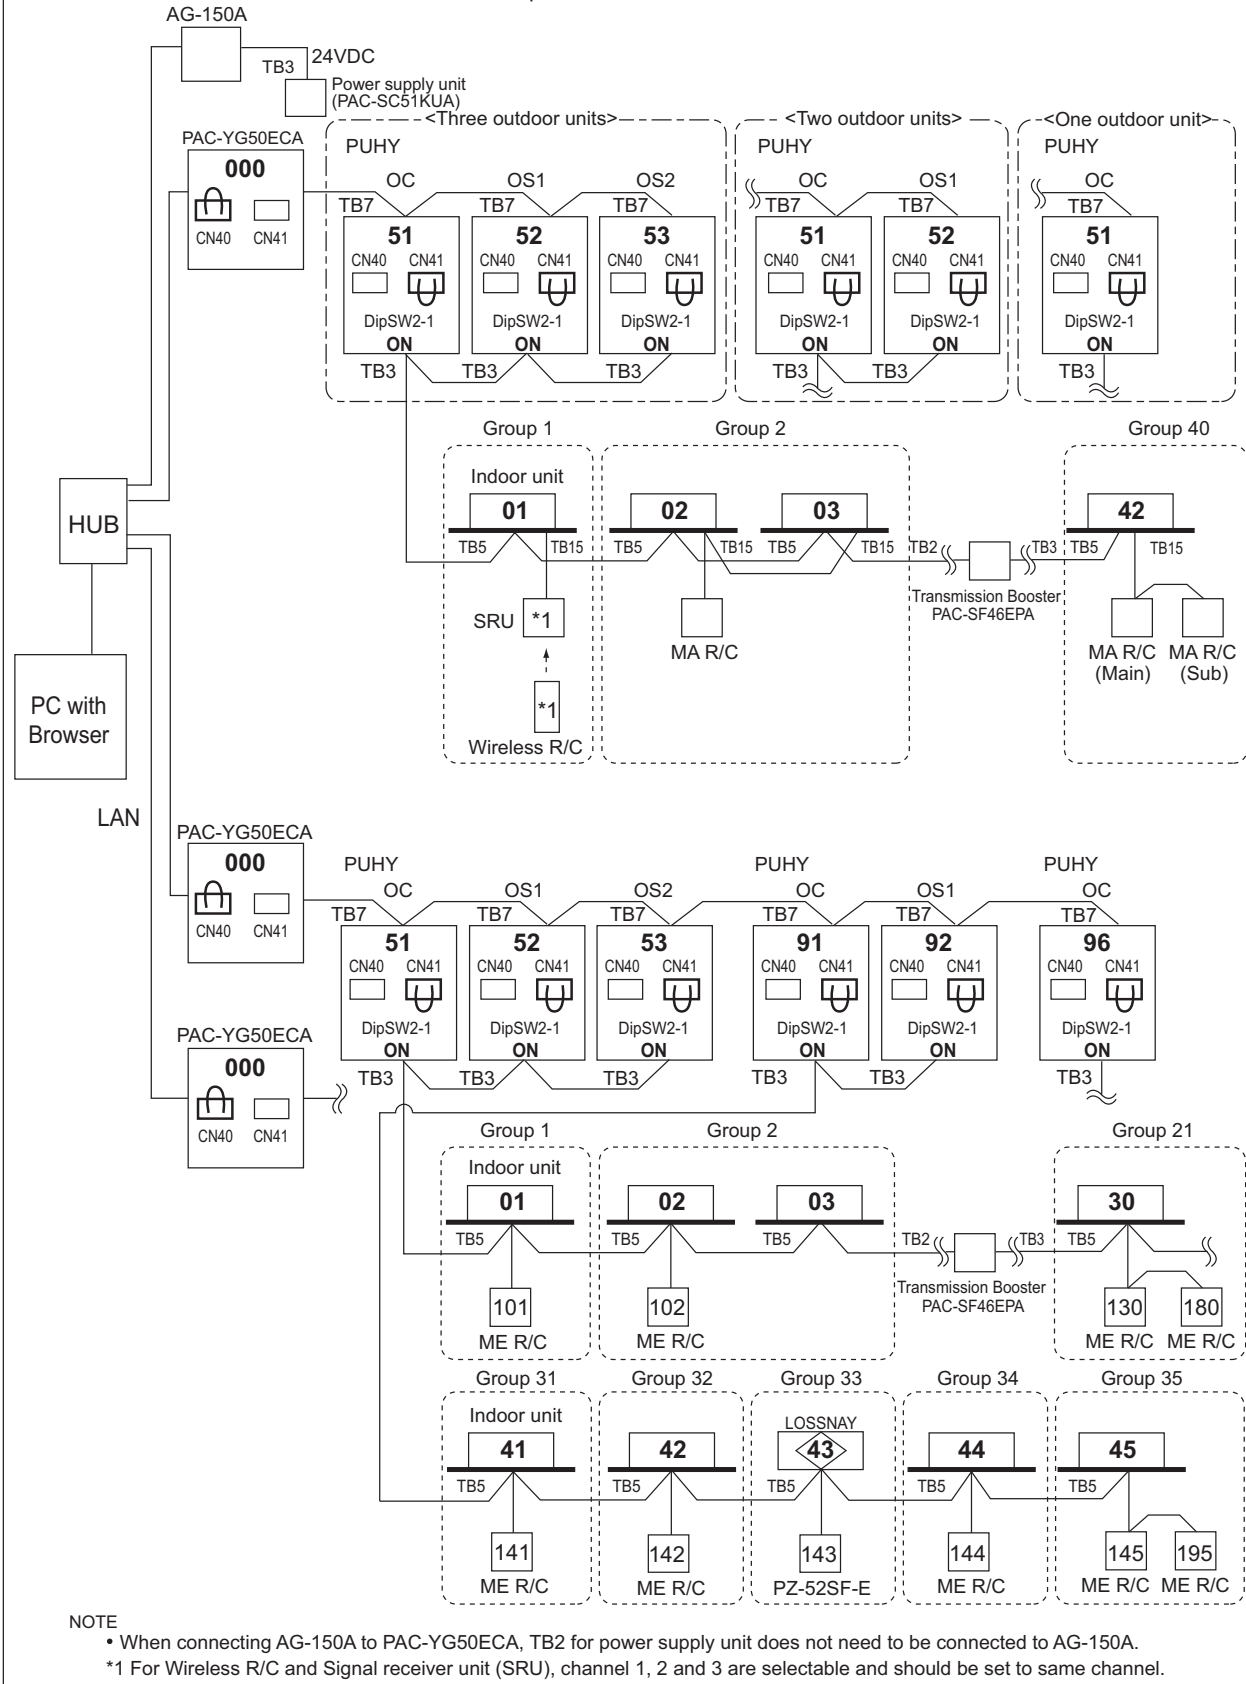 AG-150A
TB3
24VDC
Power supply unit
(PAC-SC51KUA)
PAC-YG50ECA
000
CN40 CN41
<Three outdoor units>
PUHY
OC OS1 OS2
TB7 TB7 TB7
51 52 53
CN40 CN41 CN40 CN41 CN40 CN41
DipSW2-1 DipSW2-1 DipSW2-1
ON ON ON
TB3 TB3 TB3
<Two outdoor units>
PUHY
OC OS1
TB7 TB7
51 52
CN40 CN41 CN40 CN41
DipSW2-1 DipSW2-1
ON ON
TB3 TB3
<One outdoor unit>
PUHY
OC
TB7
51
CN40 CN41
DipSW2-1
ON
TB3
Group 1 Group 2 Group 40
Indoor unit
01 02 03 42
TB5 TB15 TB5 TB15 TB5 TB15 TB2 TB3 TB5 TB15
Transmission Booster
PAC-SF46EPA
SRU *1
*1
Wireless R/C
MA R/C
MA R/C
(Main)
MA R/C
(Sub)
HUB
PC with
Browser
LAN
PAC-YG50ECA
000
CN40 CN41
PUHY PUHY PUHY
OC OS1 OS2 OC OS1 OC
TB7 TB7 TB7 TB7 TB7 TB7
51 52 53 91 92 96
CN40 CN41 CN40 CN41 CN40 CN41 CN40 CN41 CN40 CN41 CN40 CN41
DipSW2-1 DipSW2-1 DipSW2-1 DipSW2-1 DipSW2-1 DipSW2-1
ON ON ON ON ON ON
TB3 TB3 TB3 TB3 TB3 TB3
PAC-YG50ECA
000
CN40 CN41
Group 1 Group 2 Group 21
Indoor unit
01 02 03 30
TB5 TB5 TB5 TB2 TB3 TB5
Transmission Booster
PAC-SF46EPA
101 102 130 180
ME R/C ME R/C ME R/C ME R/C
Group 31 Group 32 Group 33 Group 34 Group 35
Indoor unit LOSSNAY
41 42 43 44 45
TB5 TB5 TB5 TB5 TB5
141 142 143 144 145 195
ME R/C ME R/C PZ-52SF-E ME R/C ME R/C ME R/C
NOTE
• When connecting AG-150A to PAC-YG50ECA, TB2 for power supply unit does not need to be connected to AG-150A.
*1 For Wireless R/C and Signal receiver unit (SRU), channel 1, 2 and 3 are selectable and should be set to same channel.